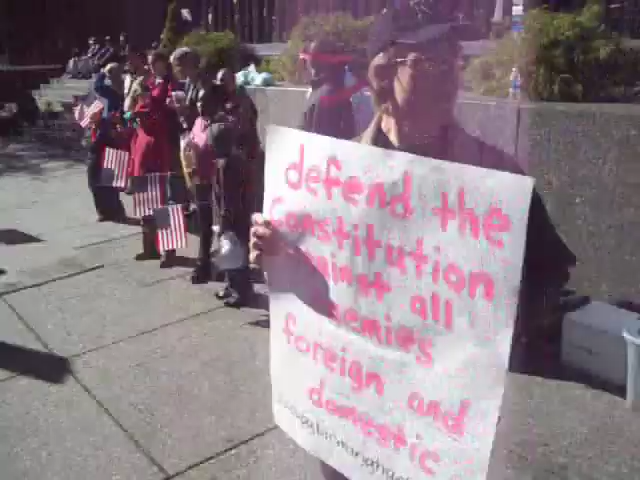 defend the
Constitution
against all
enemies
foreign and
domestic